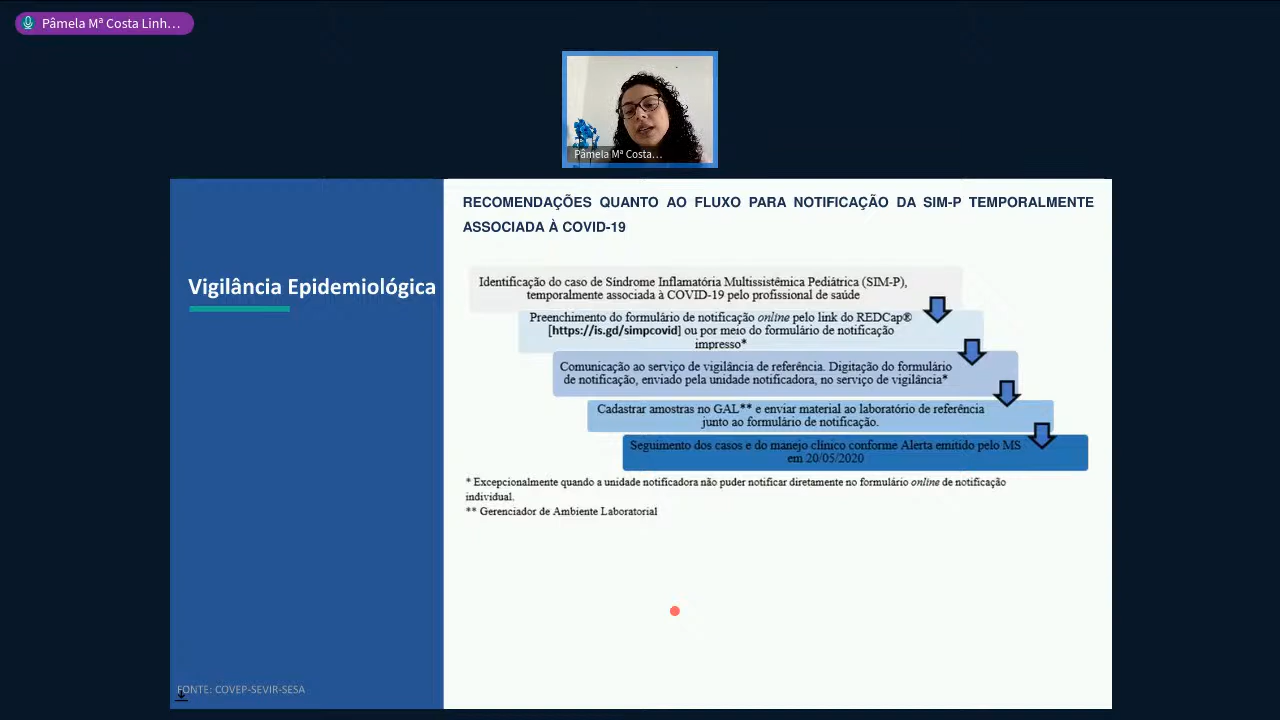 Pâmela Mª Costa Linh…
Pâmela Mª Costa…
RECOMENDAÇÕES QUANTO AO FLUXO PARA NOTIFICAÇÃO DA SIM-P TEMPORALMENTE
ASSOCIADA À COVID-19
Vigilância Epidemiológica
Identificação do caso de Síndrome Inflamatória Multissistêmica Pediátrica (SIM-P),
temporalmente associada à COVID-19 pelo profissional de saúde
Preenchimento do formulário de notificação online pelo link do REDCap®
[https://is.gd/simpcovid] ou por meio do formulário de notificação
impresso*
Comunicação ao serviço de vigilância de referência. Digitação do formulário
de notificação, enviado pela unidade notificadora, no serviço de vigilância*
Cadastrar amostras no GAL** e enviar material ao laboratório de referência
junto ao formulário de notificação.
Seguimento dos casos e do manejo clínico conforme Alerta emitido pelo MS
em 20/05/2020
* Excepcionalmente quando a unidade notificadora não puder notificar diretamente no formulário online de notificação
individual.
** Gerenciador de Ambiente Laboratorial
FONTE: COVEP-SEVIR-SESA